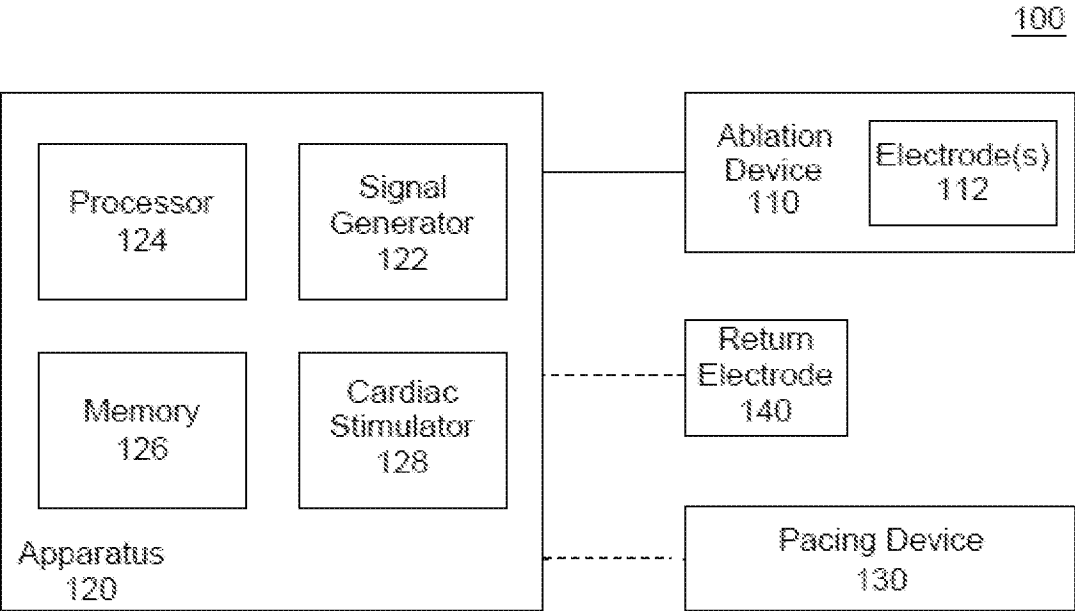 100
Processor
124
Signal
Generator
122
Memory
126
Cardiac
Stimulator
128
Apparatus
120
Ablation
Device
110
Electrode(s)
112
Return
Electrode
140
Pacing Device
130